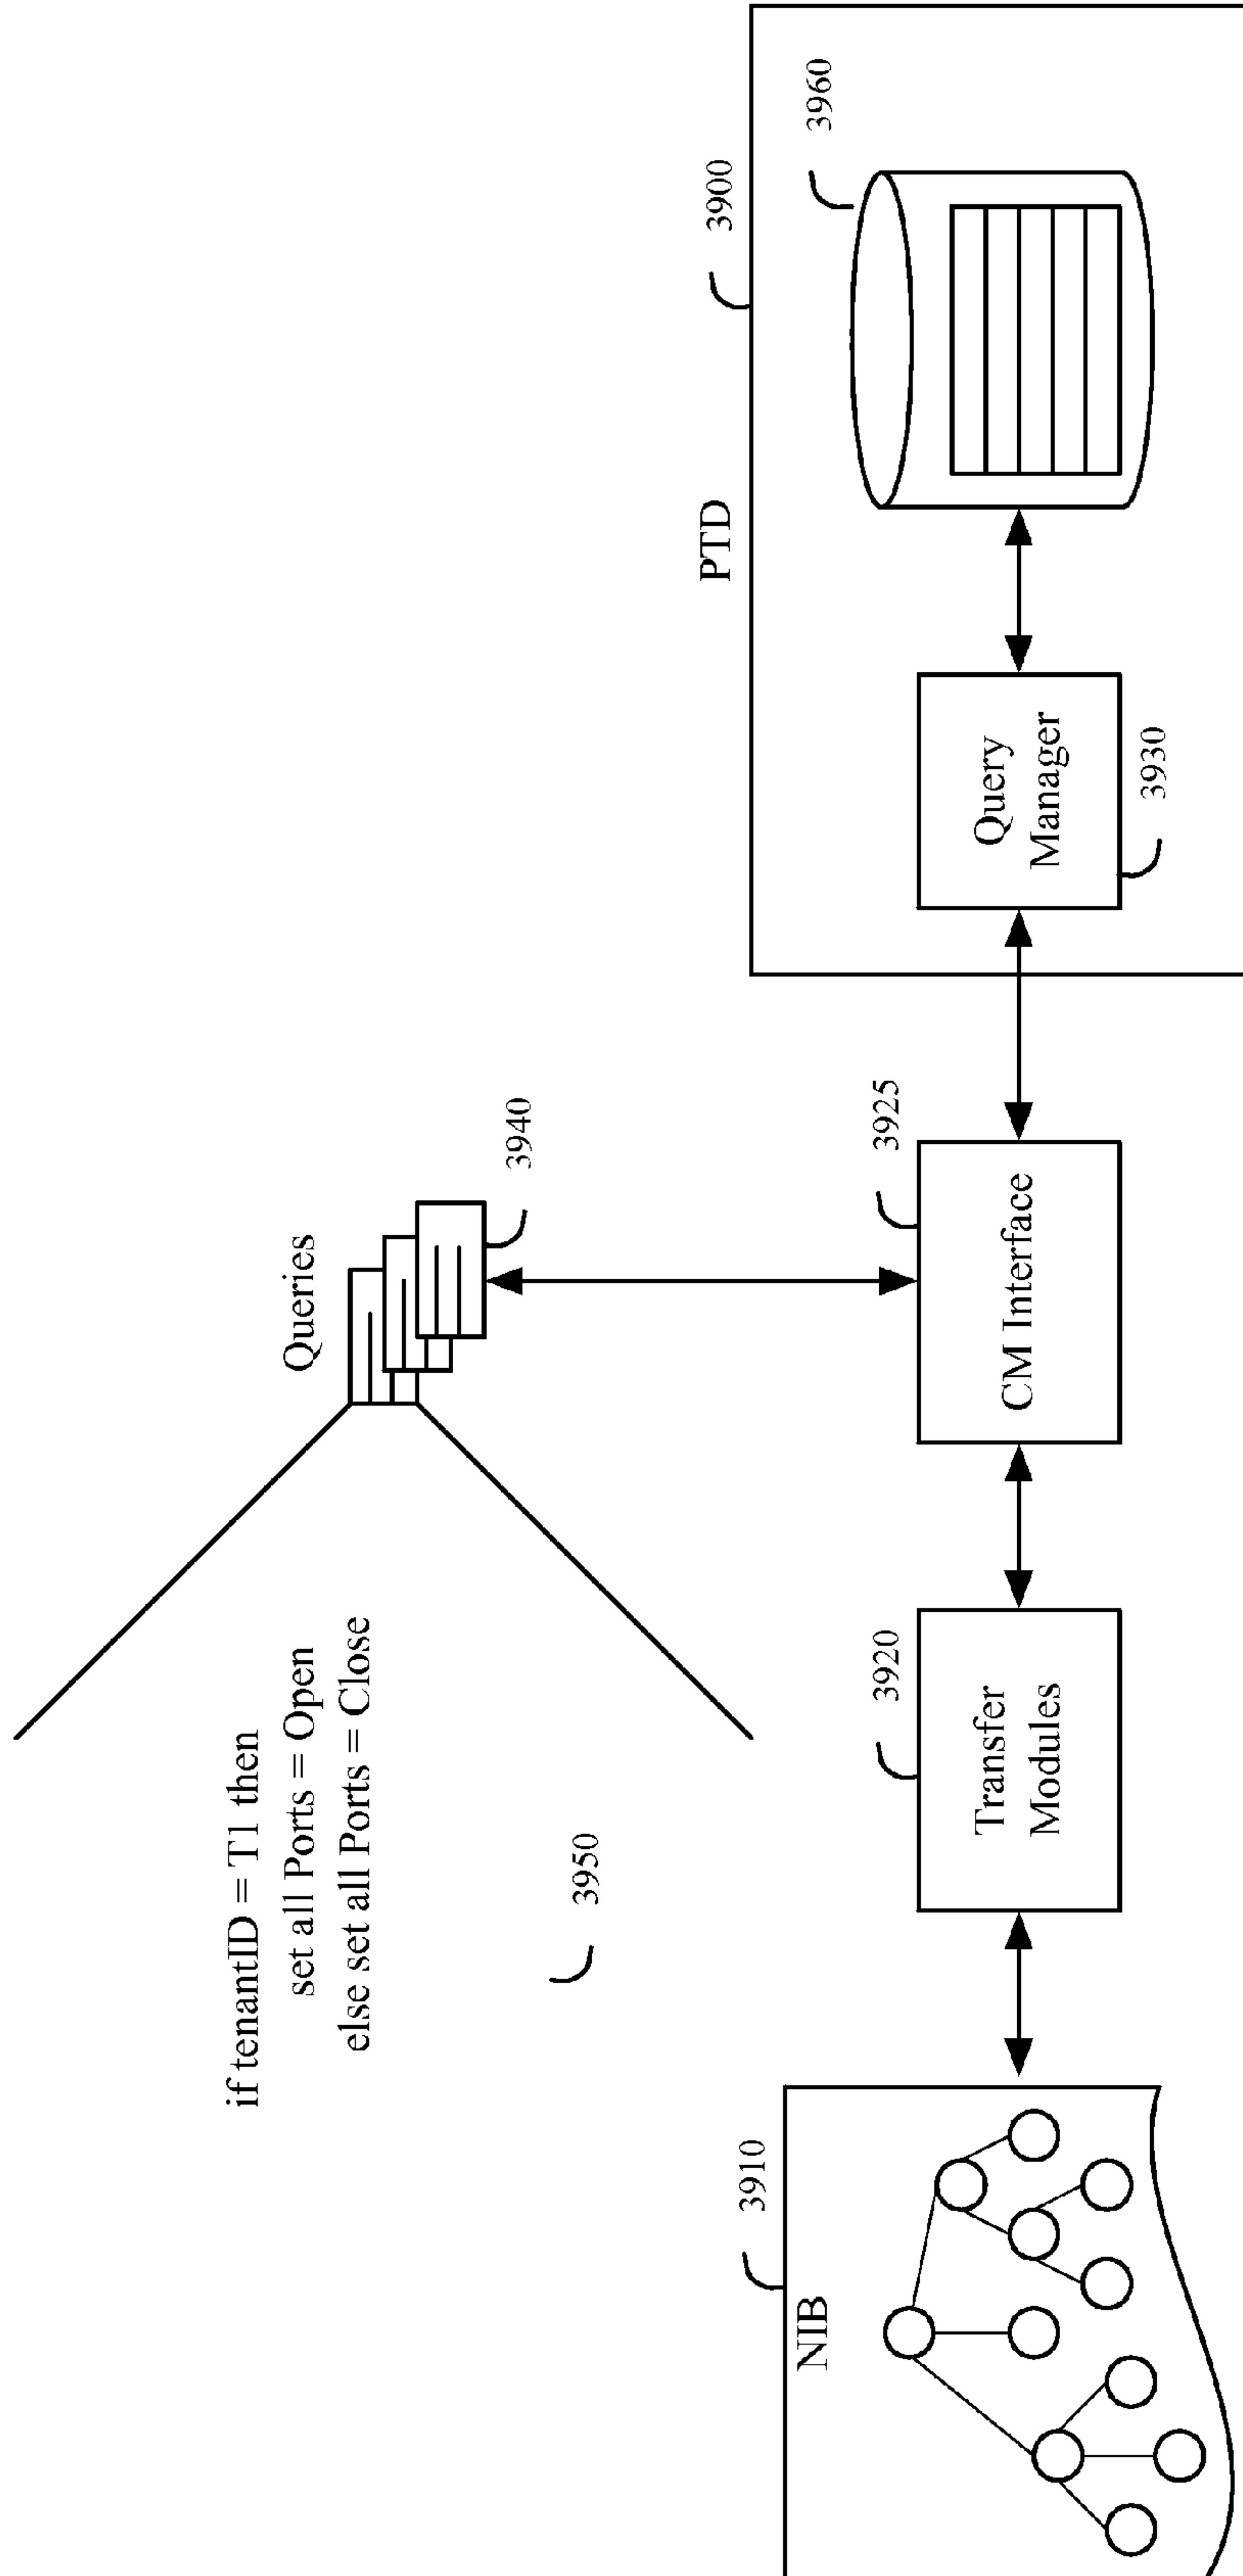 if tenantID = T1 then
set all Ports = Open
else set all Ports = Close
3950
Queries
3940
PTD
3900
3910
NIB
3920
Transfer
Modules
3925
CM Interface
Query
Manager
3930
3960